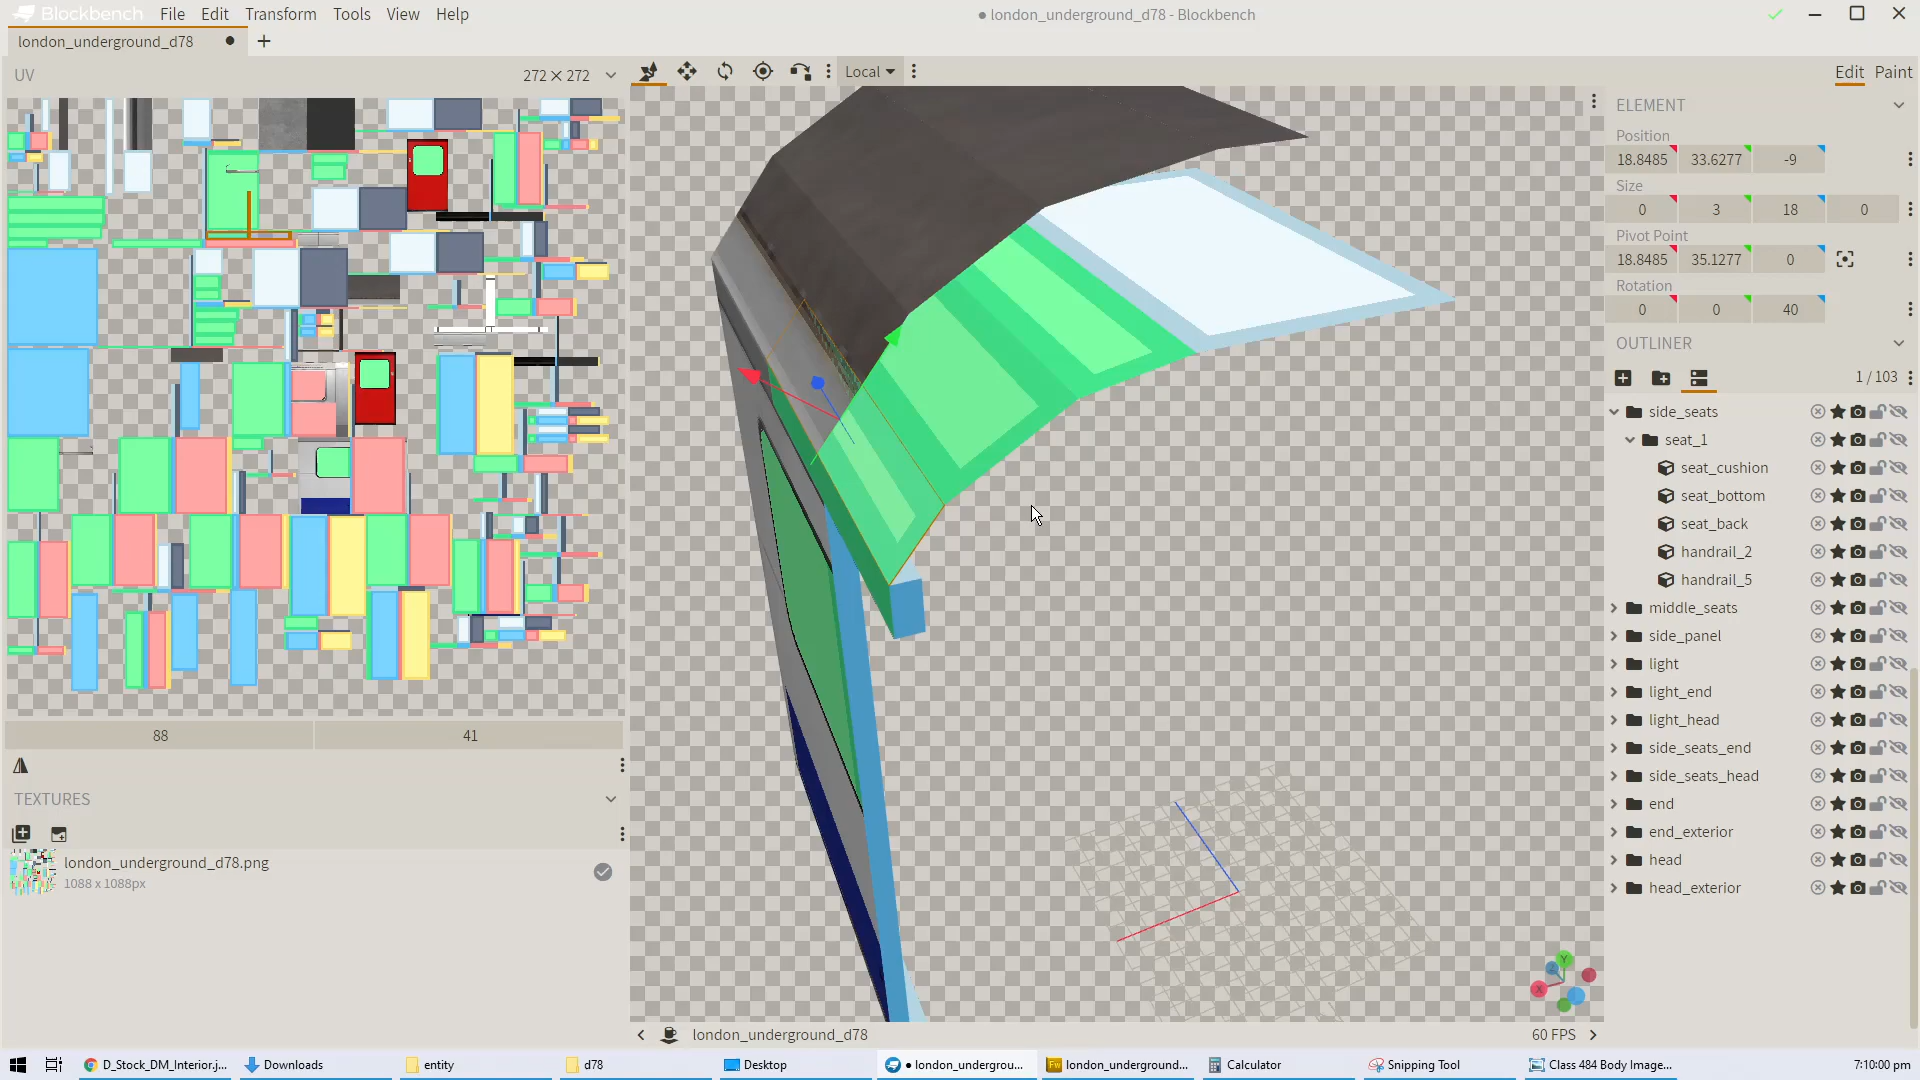 Blockbench File Edit Transform Tools View Help
● london_underground_d78 - Blockbench
london_underground_d78
UV
272 × 272
Local
Edit Paint
ELEMENT
Position
18.8485 33.6277 -9
Size
0 3 18 0
Pivot Point
18.8485 35.1277 0
Rotation
0 0 40
OUTLINER
1 / 103
side_seats
seat_1
seat_cushion
seat_bottom
seat_back
handrail_2
handrail_5
middle_seats
side_panel
light
light_end
light_head
side_seats_end
side_seats_head
end
end_exterior
head
head_exterior
88 41
TEXTURES
london_underground_d78.png
1088 x 1088px
X
Y
Z
london_underground_d78
60 FPS
D_Stock_DM_Interior.j...
Downloads
entity
d78
Desktop
● london_undergrou...
Fw
london_underground...
Calculator
Snipping Tool
Class 484 Body Image...
7:10:00 pm